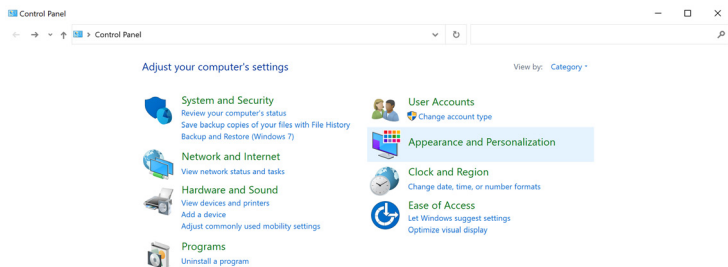 Control Panel
Control Panel
Adjust your computer's settings
View by: Category
System and Security
Review your computer's status
Save backup copies of your files with File History
Backup and Restore (Windows 7)
Network and Internet
View network status and tasks
Hardware and Sound
View devices and printers
Add a device
Adjust commonly used mobility settings
Programs
Uninstall a program
User Accounts
Change account type
Appearance and Personalization
Clock and Region
Change date, time, or number formats
Ease of Access
Let Windows suggest settings
Optimize visual display